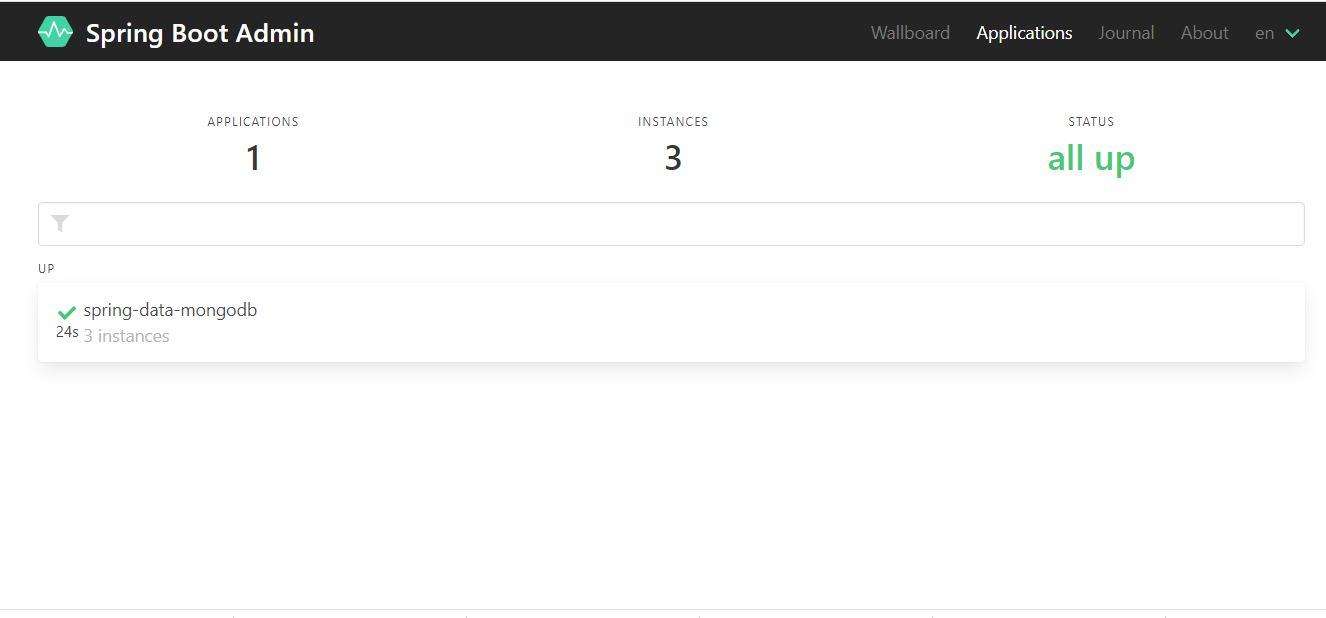 Spring Boot Admin
Wallboard Applications Journal About en
APPLICATIONS INSTANCES STATUS
1 3 all up
UP
spring-data-mongodb
24s 3 instances